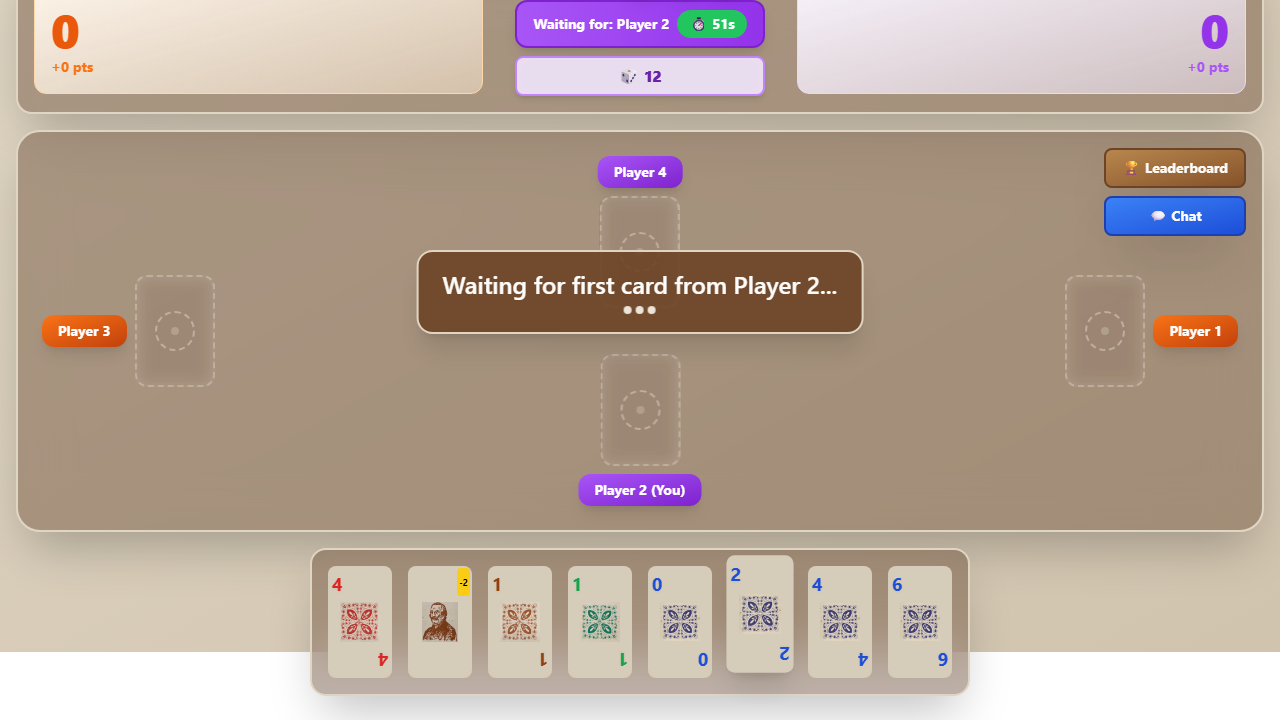 0
+0 pts
Waiting for: Player 2
51s
12
0
+0 pts
Player 4
Leaderboard
Chat
Waiting for first card from Player 2...
Player 3
Player 1
Player 2 (You)
4
4
-2
1
1
1
1
0
0
2
2
4
4
6
6